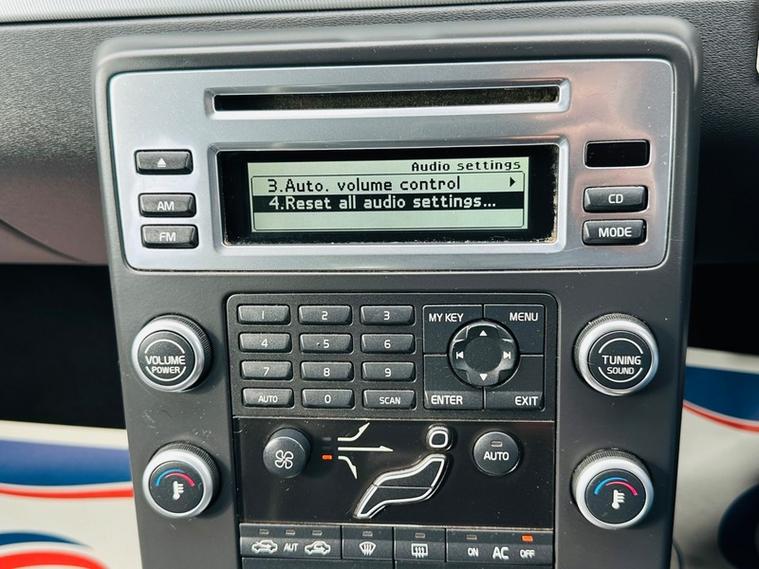 Audio settings
3.Auto. volume control
4.Reset all audio settings...
AM
FM
CD
MODE
1 2 3
4 5 6
7 8 9
AUTO 0 SCAN
MY KEY MENU
ENTER EXIT
VOLUME
POWER
TUNING
SOUND
AUTO
AUT
ON AC OFF